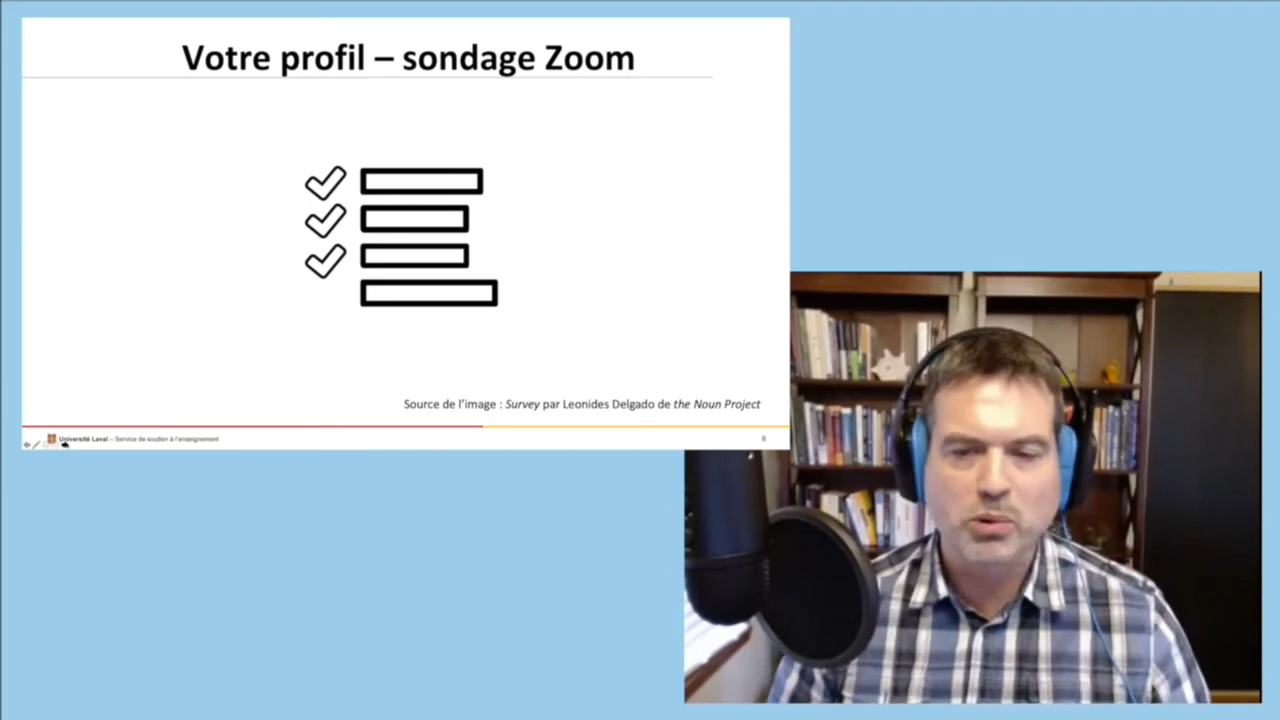 Votre profil – sondage Zoom
Source de l'image : Survey par Leonides Delgado de the Noun Project
Université Laval – Service de soutien à l'enseignement
8